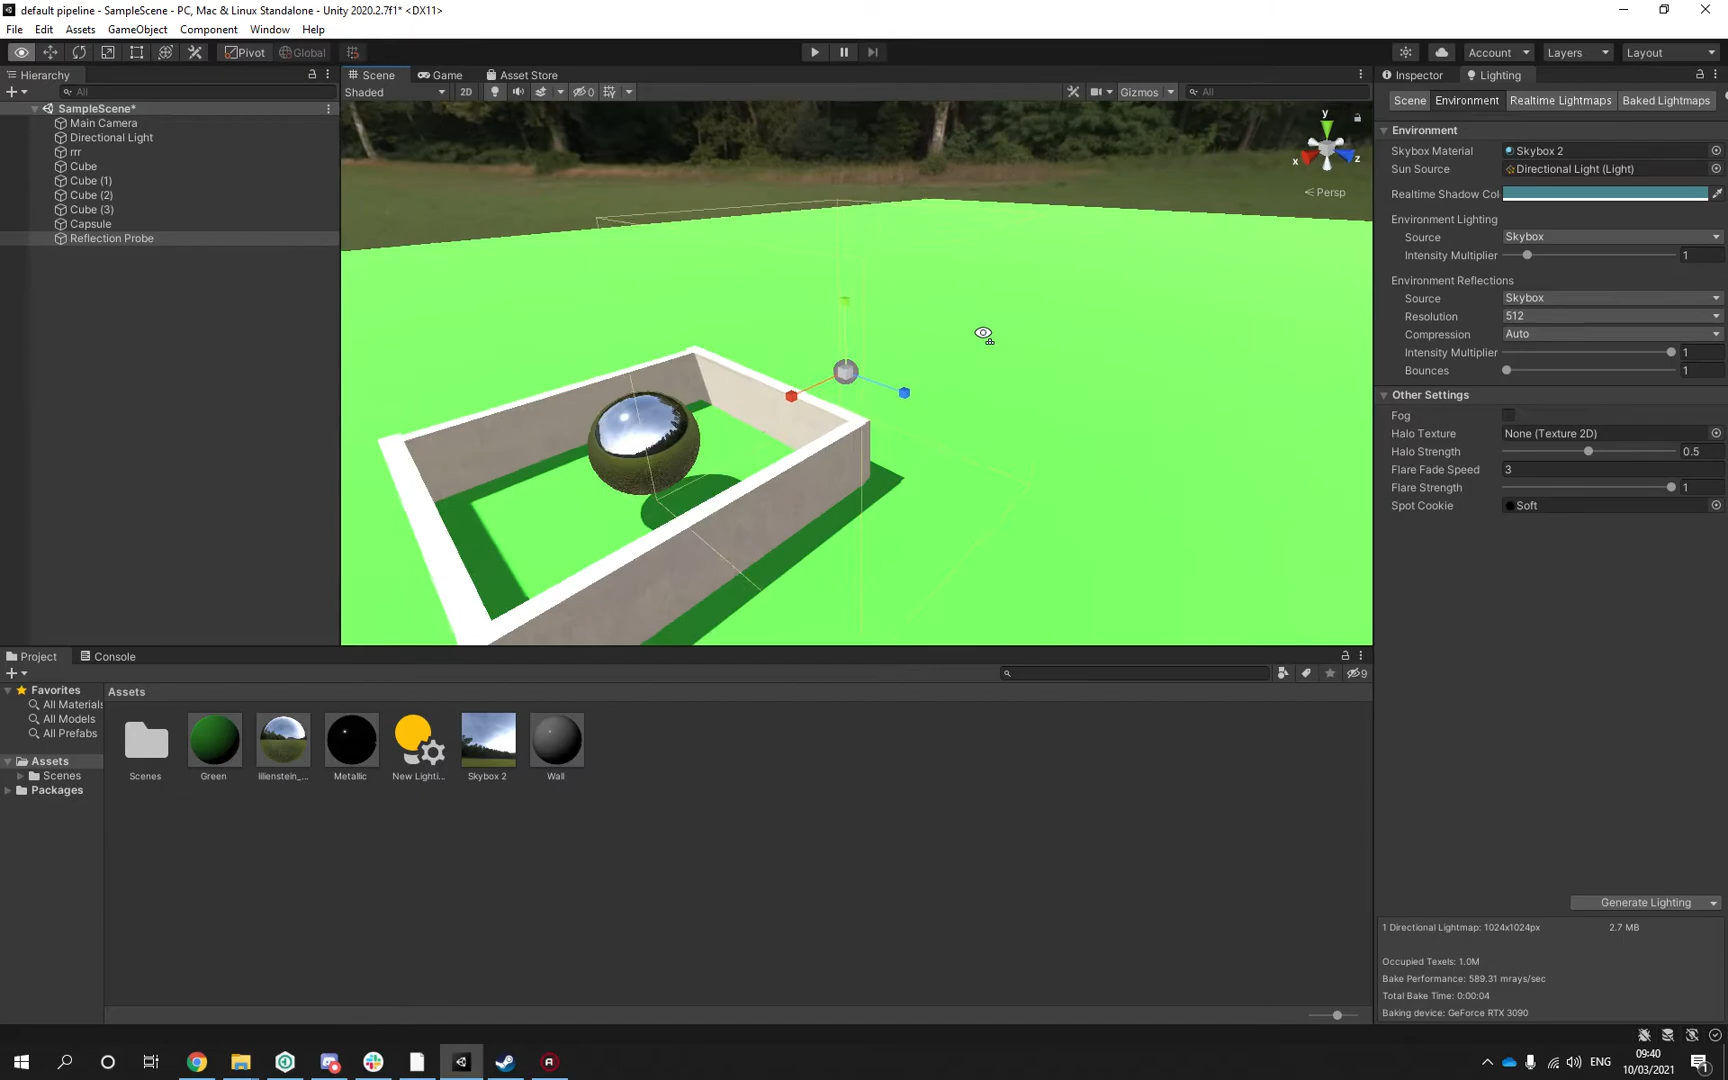 default pipeline - SampleScene - PC, Mac & Linux Standalone - Unity 2020.2.7f1* <DX11>
File Edit Assets GameObject Component Window Help
Pivot Global Account Layers Layout
Hierarchy
All
SampleScene*
Main Camera
Directional Light
rrr
Cube
Cube (1)
Cube (2)
Cube (3)
Capsule
Reflection Probe
Scene Game Asset Store
Shaded 2D 0 Gizmos All
y
x z
Persp
Inspector Lighting
Scene Environment Realtime Lightmaps Baked Lightmaps
Environment
Skybox Material Skybox 2
Sun Source Directional Light (Light)
Realtime Shadow Col
Environment Lighting
Source Skybox
Intensity Multiplier 1
Environment Reflections
Source Skybox
Resolution 512
Compression Auto
Intensity Multiplier 1
Bounces 1
Other Settings
Fog
Halo Texture None (Texture 2D)
Halo Strength 0.5
Flare Fade Speed 3
Flare Strength 1
Spot Cookie Soft
Generate Lighting
1 Directional Lightmap: 1024x1024px 2.7 MB
Occupied Texels: 1.0M
Bake Performance: 589.31 mrays/sec
Total Bake Time: 0:00:04
Baking device: GeForce RTX 3090
Project Console
9
Favorites
All Materials
All Models
All Prefabs
Assets
Scenes
Packages
Assets
Scenes Green lilienstein_... Metallic New Lighti... Skybox 2 Wall
ENG
09:40
10/03/2021
1